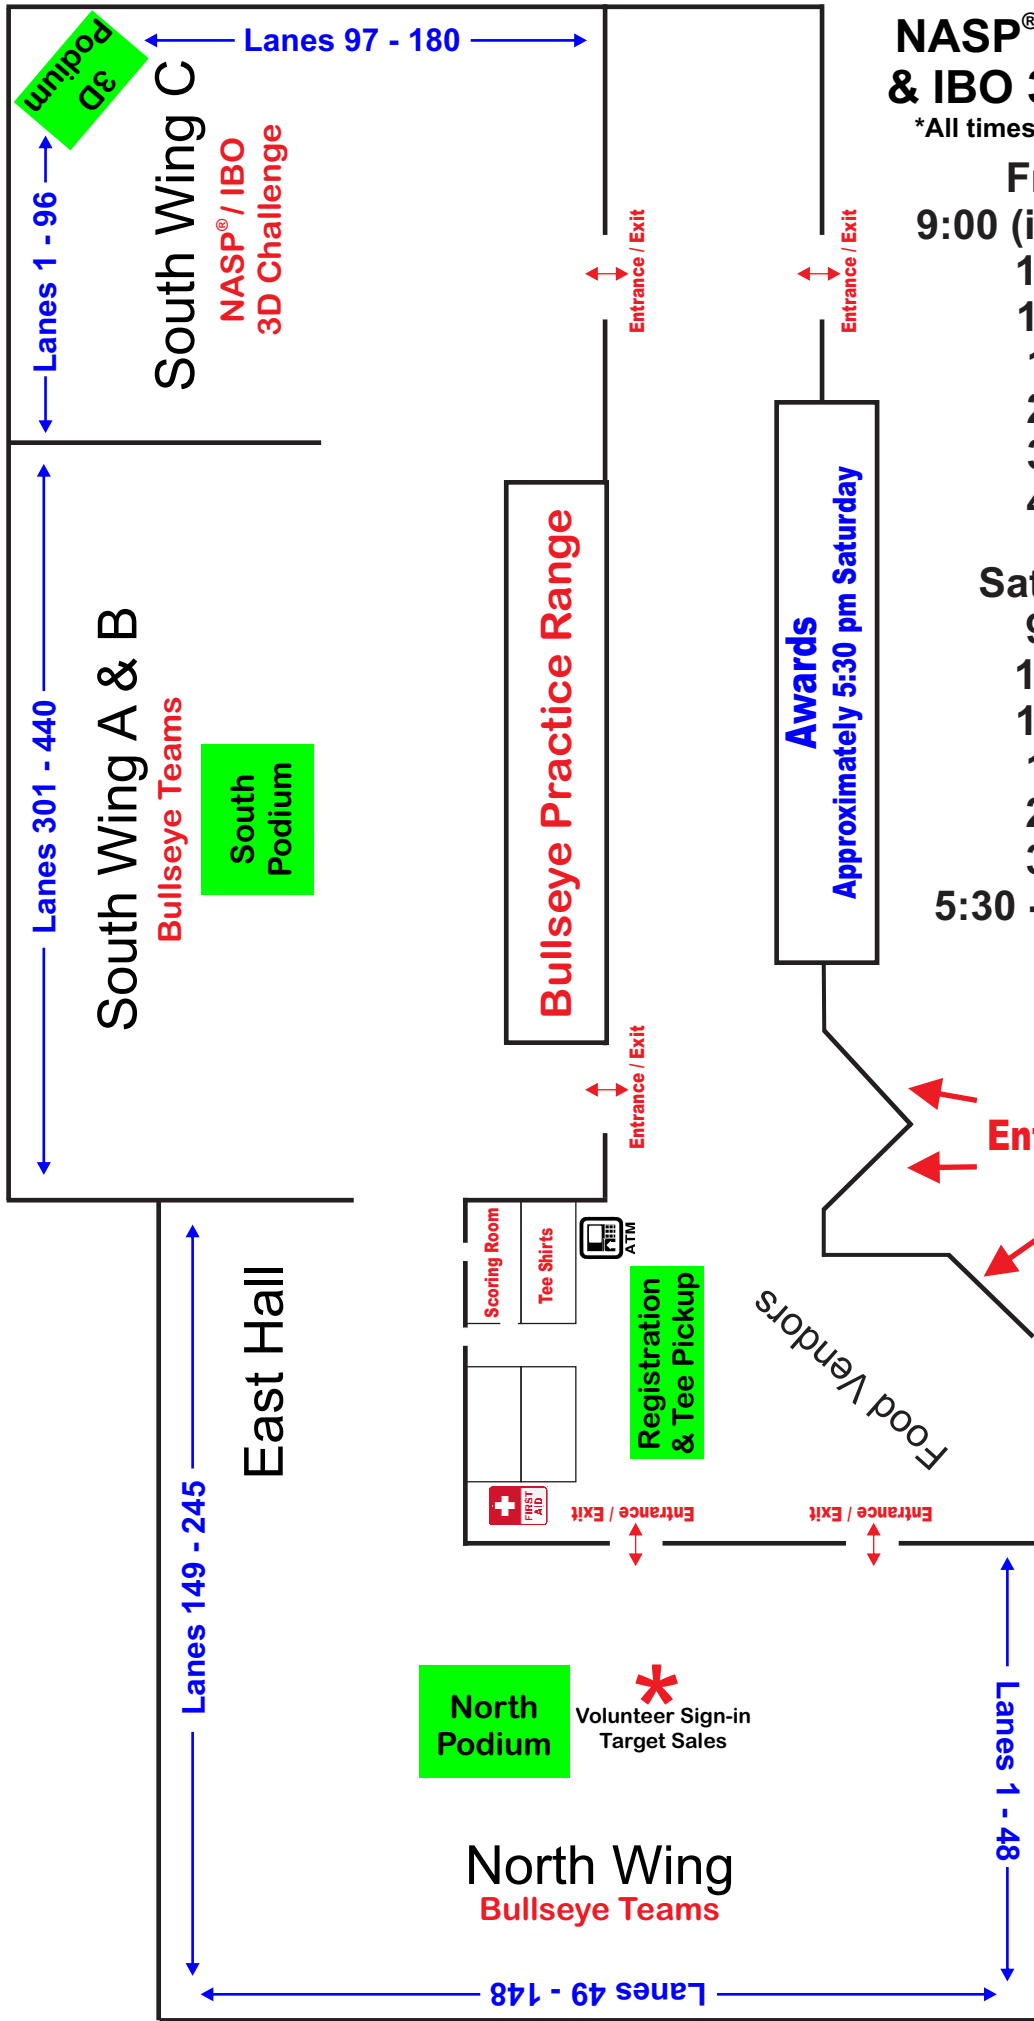 NASP®
& IBO
*All times
9:00
Lanes 97 - 180
3D
Podium
Lanes 1 - 96
South Wing C
NASP® / IBO
3D Challenge
Entrance / Exit
Entrance / Exit
Lanes 301 - 440
South Wing A & B
Bullseye Teams
South
Podium
Bullseye Practice Range
Awards
Approximately 5:30 pm Saturday
5:30 -
Entrance / Exit
Scoring Room
Tee Shirts
ATM
Registration
& Tee Pickup
Food Vendors
East Hall
Lanes 149 - 245
FIRST
AID
Entrance / Exit
Entrance / Exit
North
Podium
*
Volunteer Sign-in
Target Sales
Lanes 1 - 48
North Wing
Bullseye Teams
Lanes 49 - 148